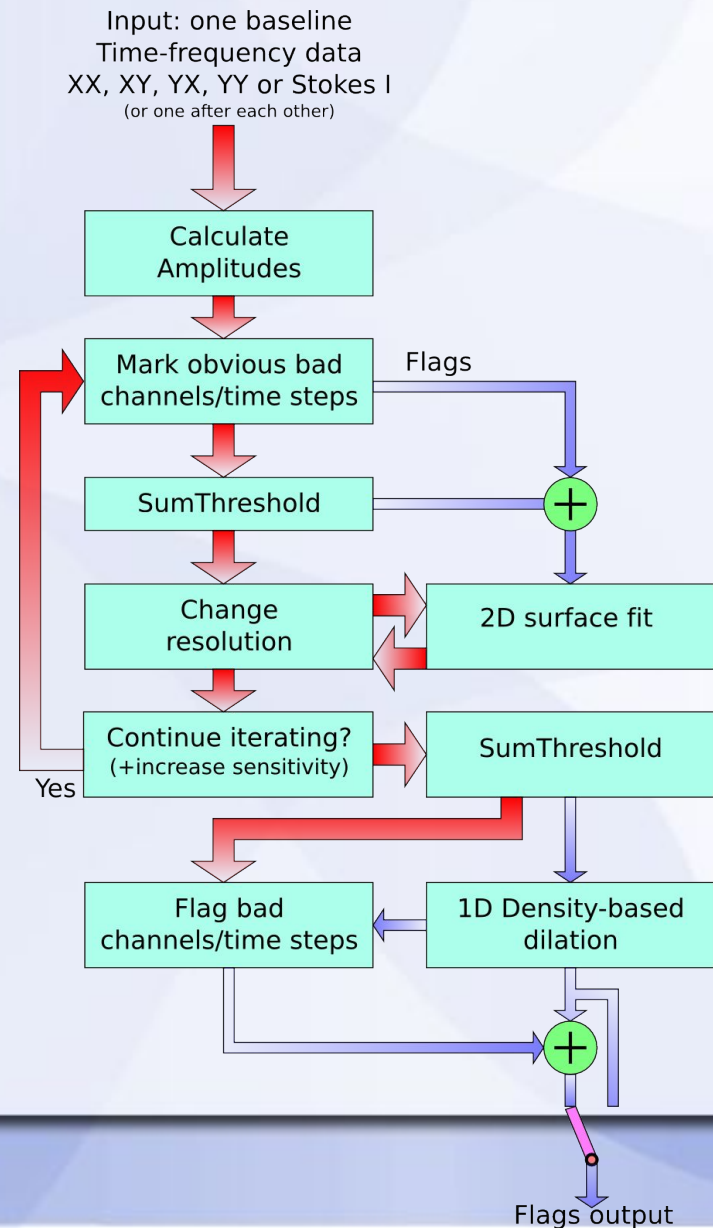 Input: one baseline
Time-frequency data
XX, XY, YX, YY or Stokes I
(or one after each other)
Calculate
Amplitudes
Mark obvious bad
channels/time steps
Flags
SumThreshold
+
Change
resolution
2D surface fit
Continue iterating?
(+increase sensitivity)
SumThreshold
Yes
Flag bad
channels/time steps
1D Density-based
dilation
+
Flags output